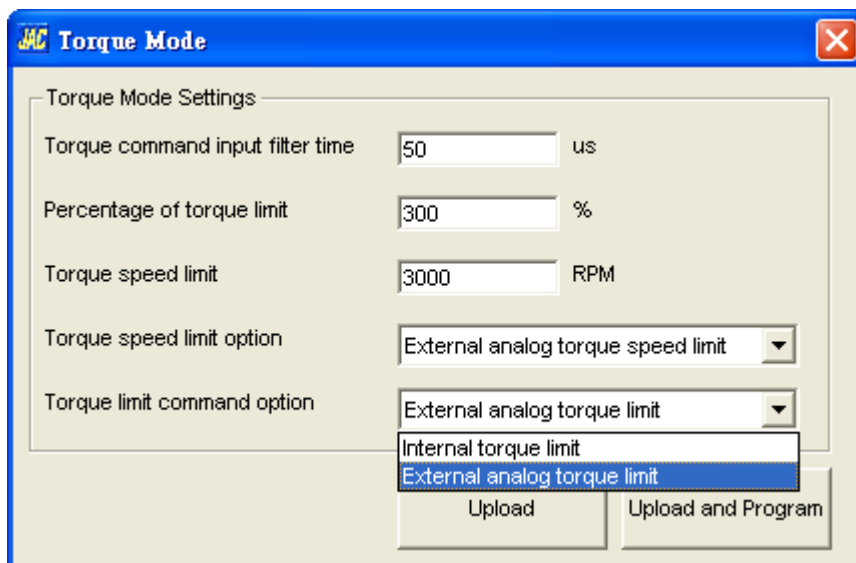 JAC Torque Mode
Torque Mode Settings
Torque command input filter time 50 us
Percentage of torque limit 300 %
Torque speed limit 3000 RPM
Torque speed limit option External analog torque speed limit
Torque limit command option External analog torque limit
Internal torque limit
External analog torque limit
Upload Upload and Program